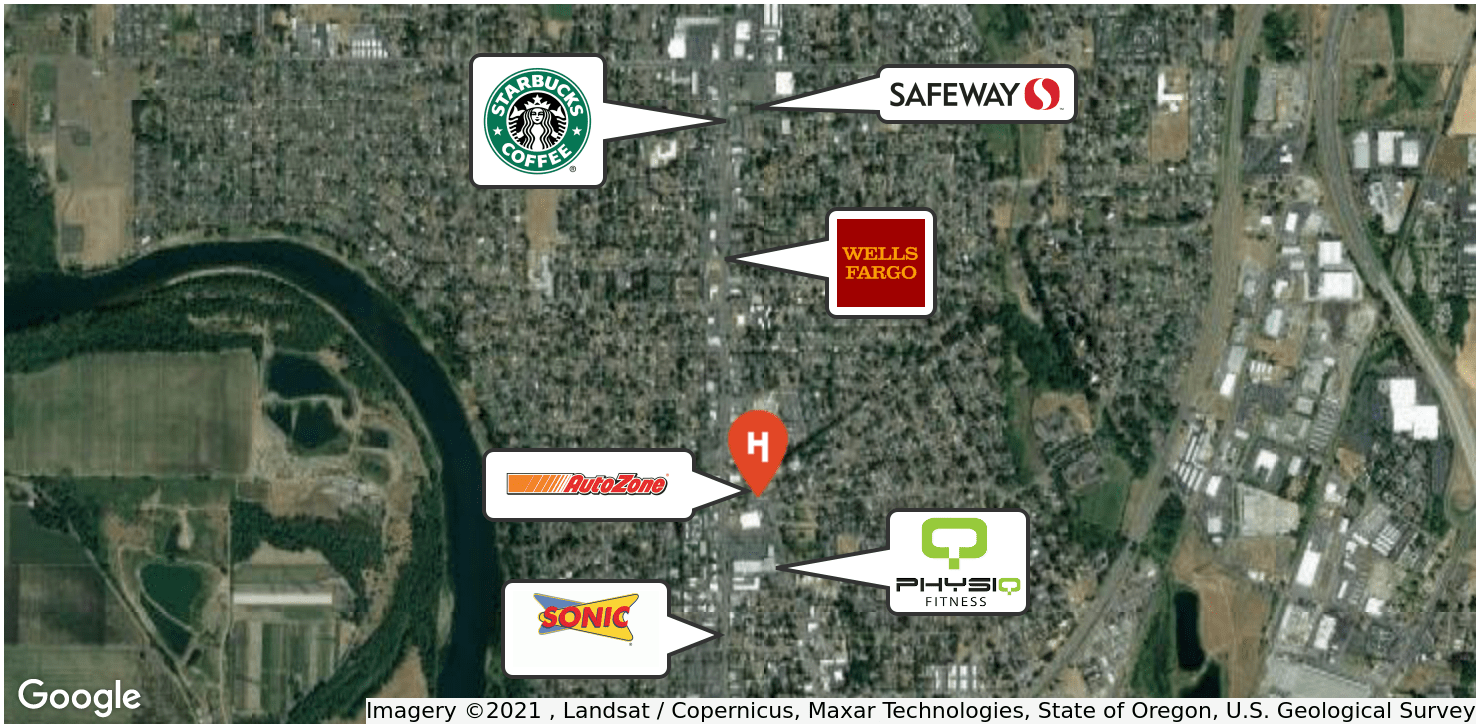 STARBUCKS
COFFEE
®
SAFEWAY
™
WELLS
FARGO
H
AutoZone
PHYSIQ
FITNESS
SONIC
®
Google
Imagery ©2021 , Landsat / Copernicus, Maxar Technologies, State of Oregon, U.S. Geological Survey